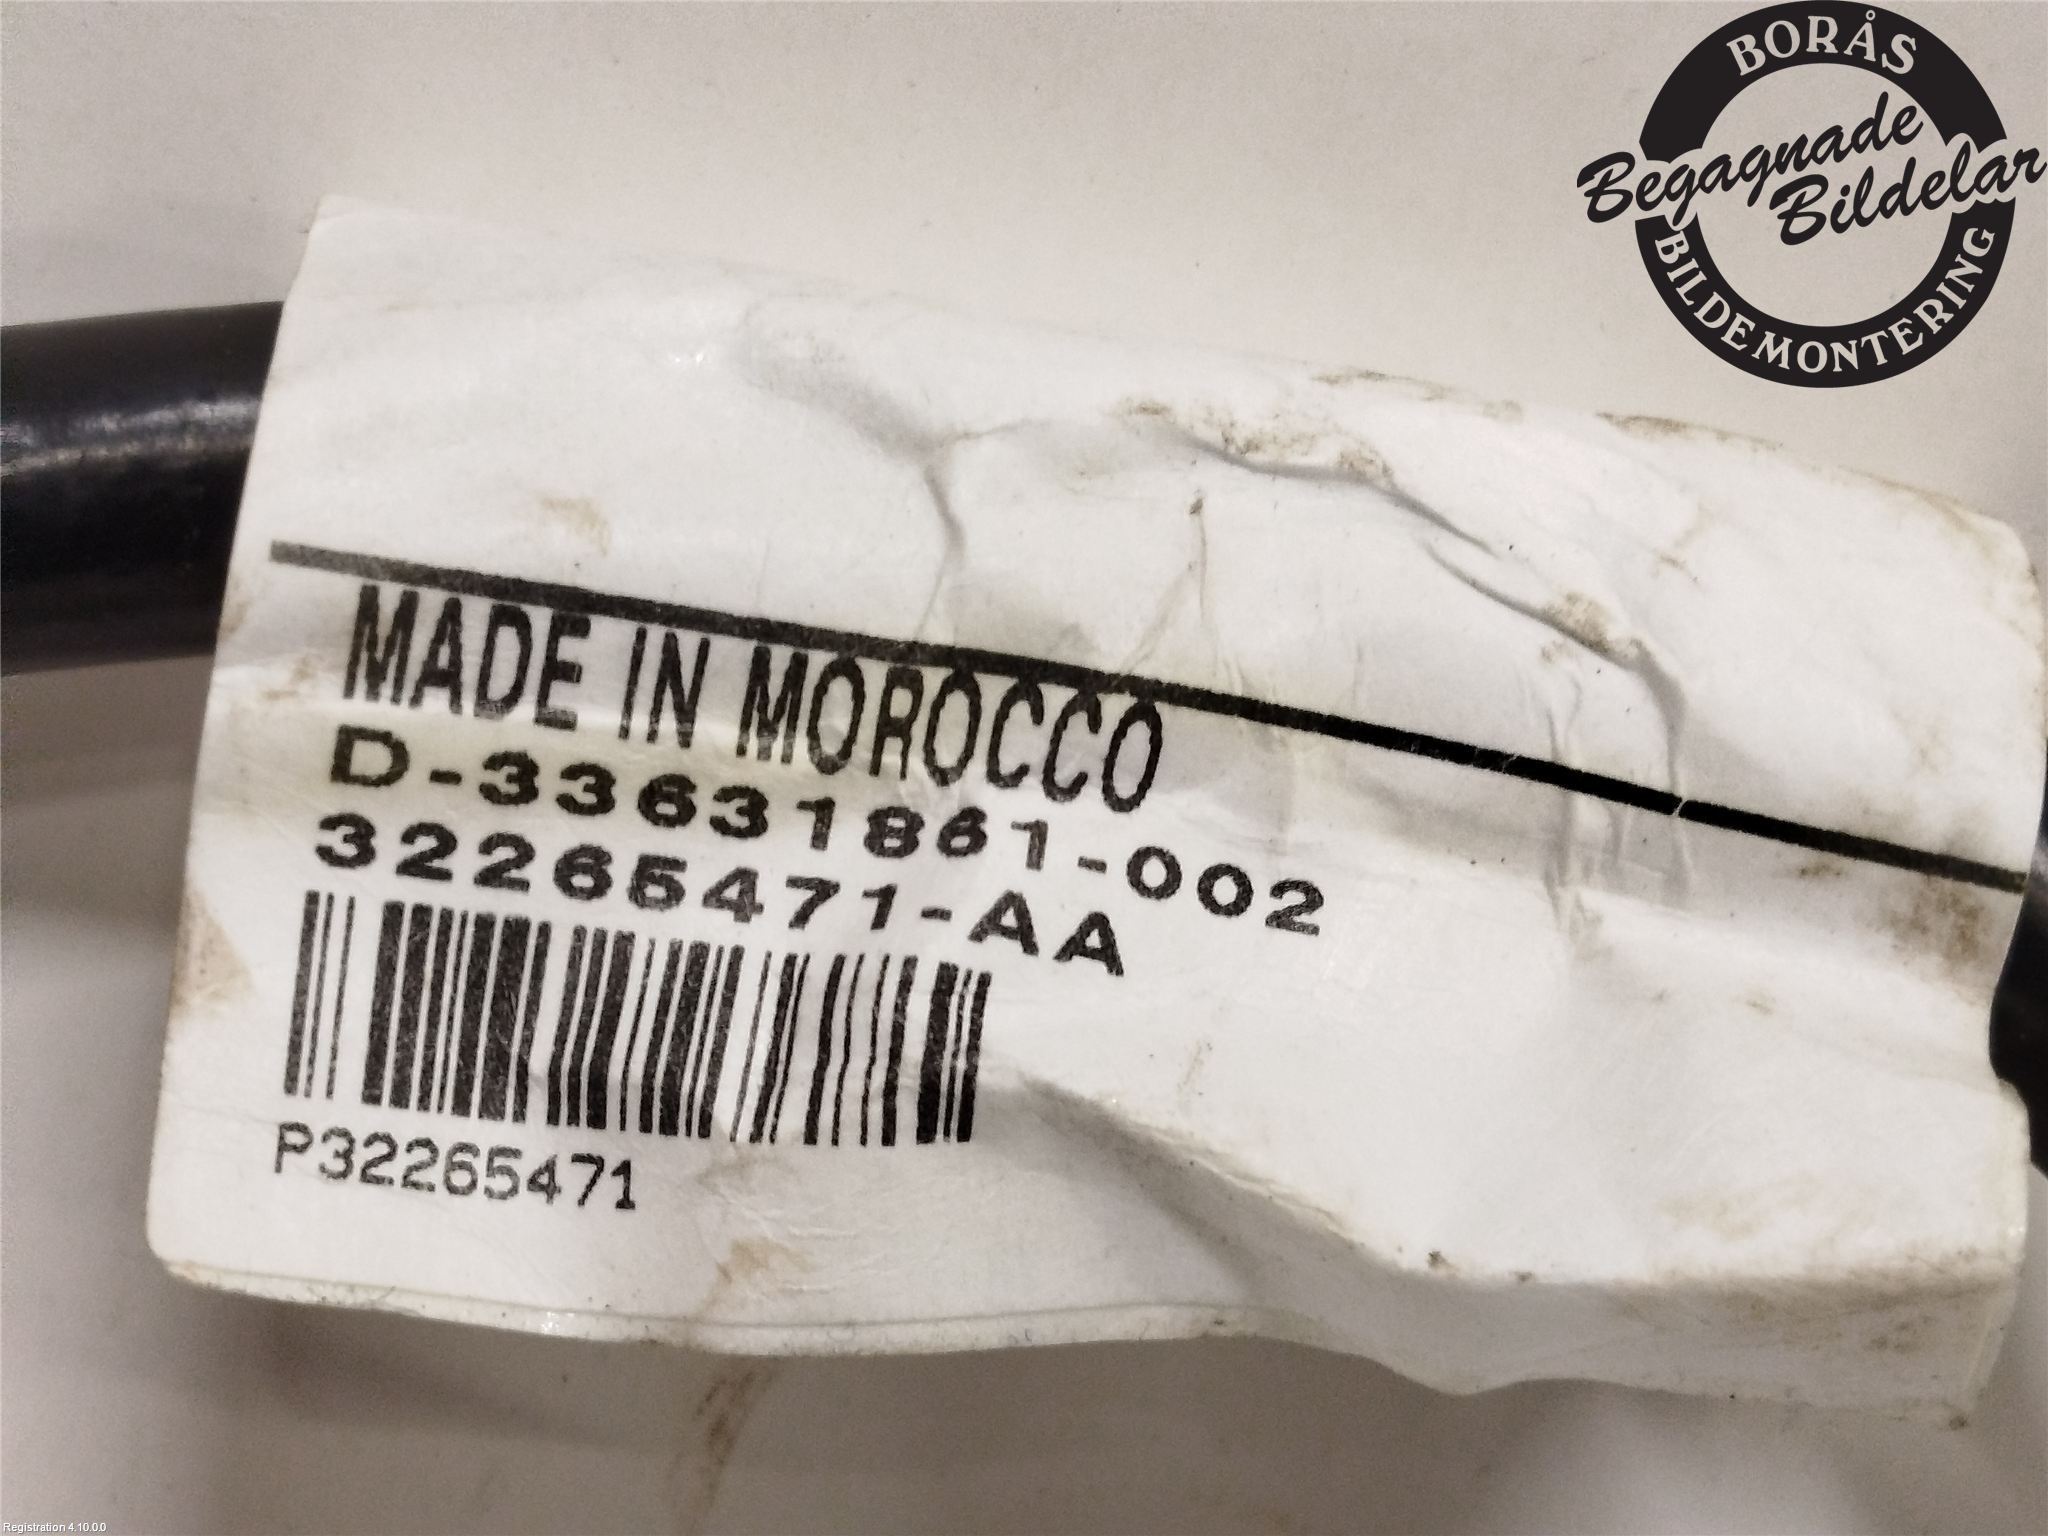 BORÅS
Begagnade
Bildelar
BILDEMONTERING
MADE IN MOROCCO
D-33631861-002
32265471-AA
P32265471
Registration 4.10.0.0